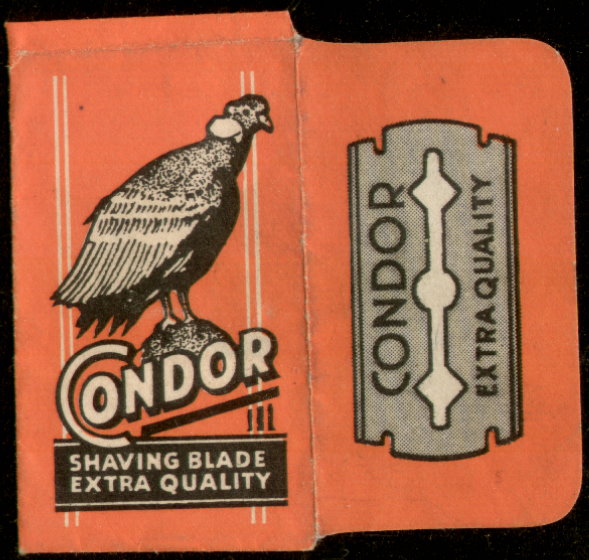 CONDOR
SHAVING BLADE
EXTRA QUALITY
CONDOR
EXTRA QUALITY